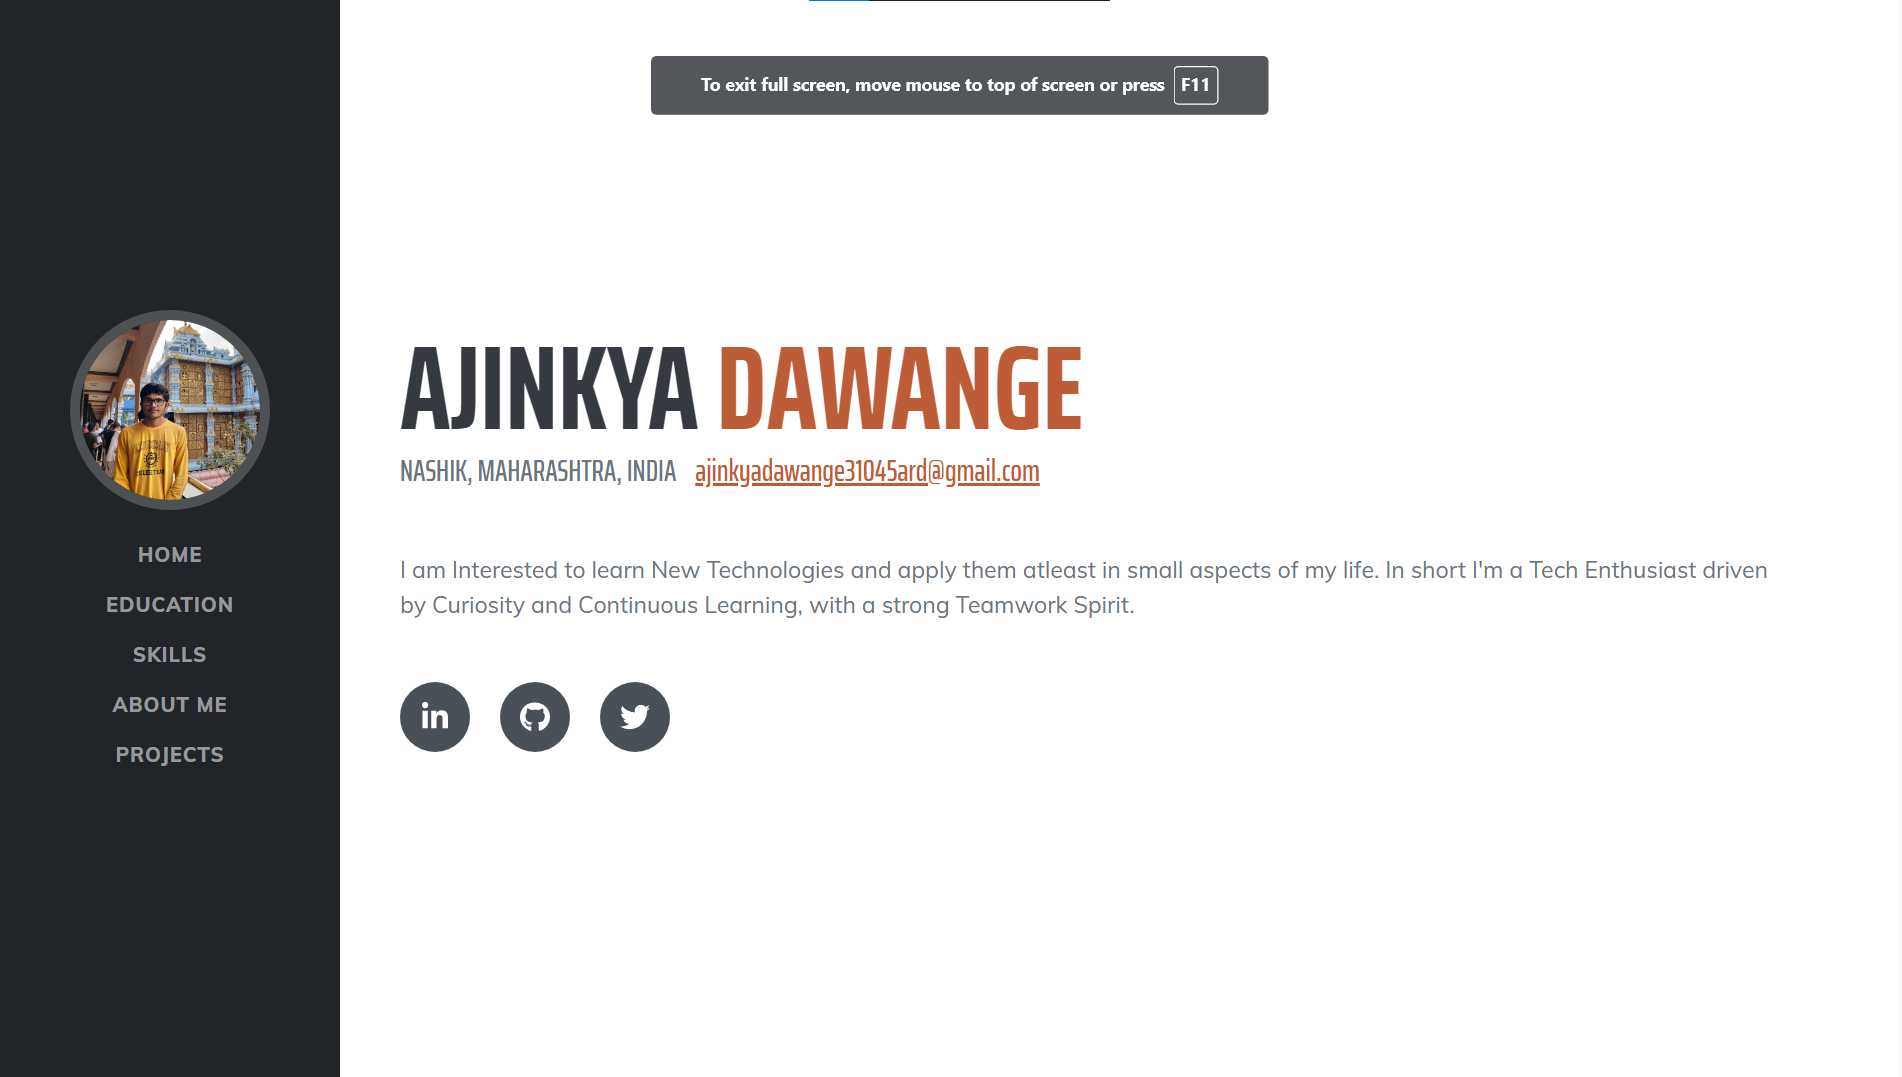 To exit full screen, move mouse to top of screen or press F11
AJINKYA DAWANGE
NASHIK, MAHARASHTRA, INDIA ajinkyadawange31045ard@gmail.com
HOME
EDUCATION
SKILLS
ABOUT ME
PROJECTS
I am Interested to learn New Technologies and apply them atleast in small aspects of my life. In short I'm a Tech Enthusiast driven
by Curiosity and Continuous Learning, with a strong Teamwork Spirit.
in